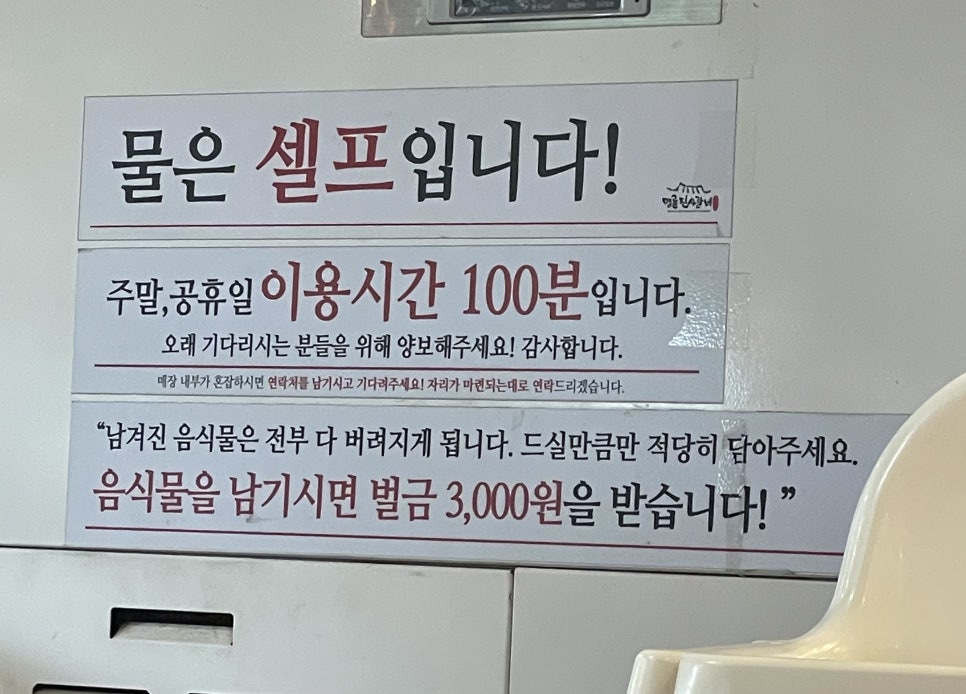 물은 셀프입니다!
명륜진사갈비
주말,공휴일 이용시간 100분입니다.
오래 기다리시는 분들을 위해 양보해주세요! 감사합니다.
매장 내부가 혼잡하시면 연락처를 남기시고 기다려주세요! 자리가 마련되는대로 연락드리겠습니다.
“남겨진 음식물은 전부 다 버려지게 됩니다. 드실만큼만 적당히 담아주세요.
음식물을 남기시면 벌금 3,000원을 받습니다! ”